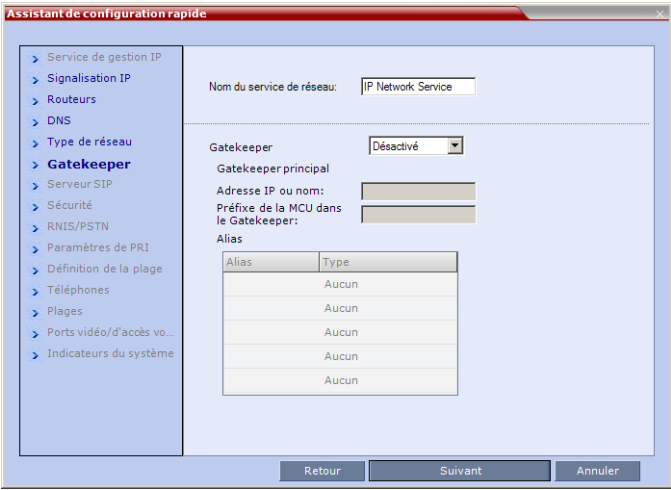 Assistant de configuration rapide
Service de gestion IP
Signalisation IP
Routeurs
DNS
Type de réseau
Gatekeeper
Serveur SIP
Sécurité
RNIS/PSTN
Paramètres de PRI
Définition de la plage
Téléphones
Plages
Ports vidéo/d'accès vo...
Indicateurs du système
Nom du service de réseau: IP Network Service
Gatekeeper Désactivé
Gatekeeper principal
Adresse IP ou nom:
Préfixe de la MCU dans
le Gatekeeper:
Alias
Alias Type
Aucun
Aucun
Aucun
Aucun
Aucun
Retour Suivant Annuler